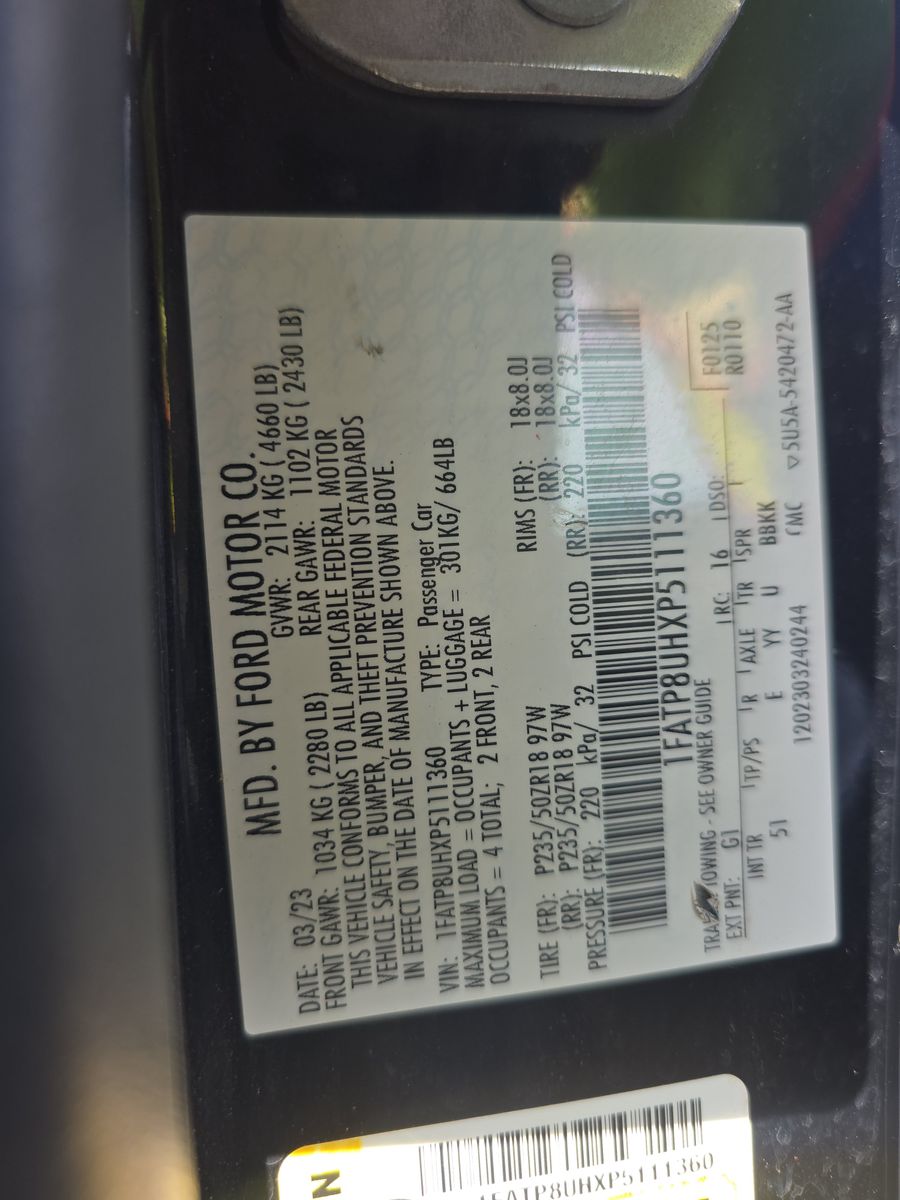 MFD. BY FORD MOTOR CO.
DATE: 03/23 GVWR: 2114 KG ( 4660 LB)
FRONT GAWR: 1034 KG ( 2280 LB) REAR GAWR: 1102 KG ( 2430 LB)
THIS VEHICLE CONFORMS TO ALL APPLICABLE FEDERAL MOTOR
VEHICLE SAFETY, BUMPER, AND THEFT PREVENTION STANDARDS
IN EFFECT ON THE DATE OF MANUFACTURE SHOWN ABOVE.
VIN: 1FATP8UHXP5111360 TYPE: Passenger Car
MAXIMUM LOAD = OCCUPANTS + LUGGAGE = 301KG/ 664LB
OCCUPANTS = 4 TOTAL; 2 FRONT, 2 REAR
TIRE (FR): P235/50ZR18 97W RIMS (FR): 18x8.0J
(RR): P235/50ZR18 97W (RR): 18x8.0J
PRESSURE (FR): 220 kPa/ 32 PSI COLD (RR): 220 kPa/ 32 PSI COLD
1FATP8UHXP5111360
TOWING - SEE OWNER GUIDE
EXT PNT: G1 RC: 16 DSO: F0125
R0110
INT TR TP/PS R AXLE TR SPR
51 E YY U BBKK
1202303240244 ▽5U5A-5420472-AA
N
1FATP8UHXP5111360